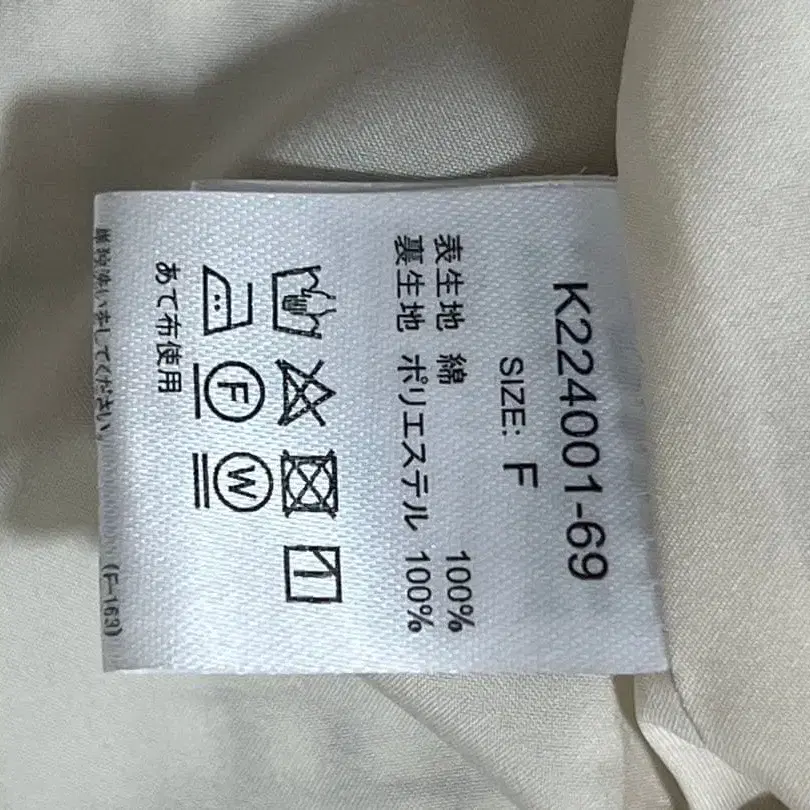 K224001-69
SIZE: F
表生地 綿 100%
裏生地 ポリエステル 100%
F W
あて布使用
(F-163)